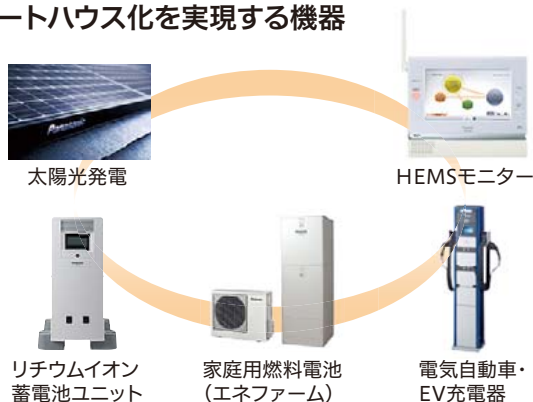 ートハウス化を実現する機器
Panasonic
太陽光発電
HEMSモニター
リチウムイオン
蓄電池ユニット
家庭用燃料電池
（エネファーム）
電気自動車・
EV充電器